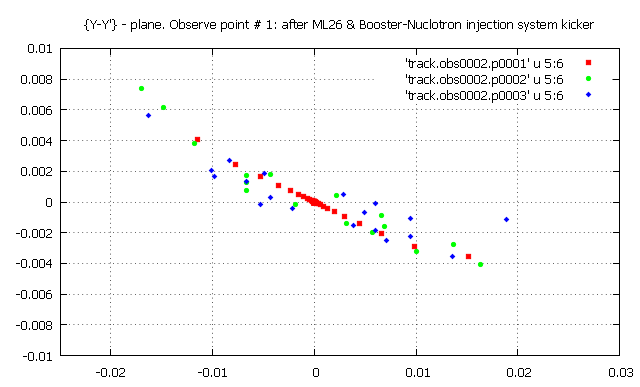 {Y-Y'} - plane. Observe point # 1: after ML26 & Booster-Nuclotron injection system kicker
0.01
'track.obs0002.p0001' u 5:6
0.008
'track.obs0002.p0002' u 5:6
'track.obs0002.p0003' u 5:6
0.006
0.004
0.002
0
-0.002
-0.004
-0.006
-0.008
-0.01
-0.02 -0.01 0 0.01 0.02 0.03